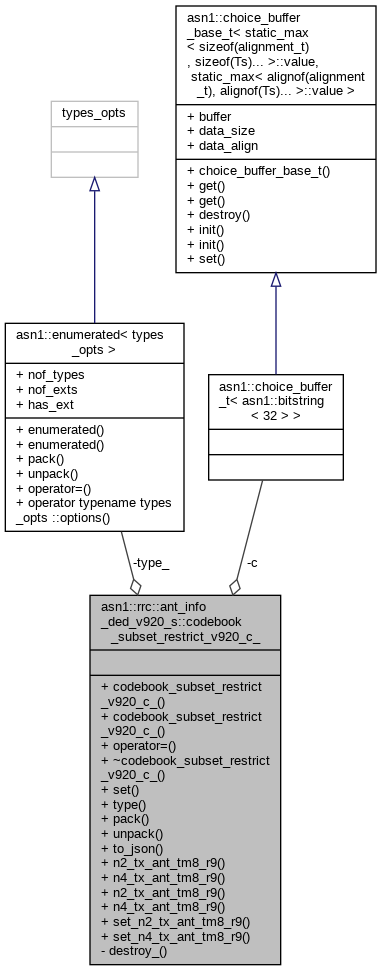 asn1::choice_buffer
_base_t< static_max
< sizeof(alignment_t)
, sizeof(Ts)... >::value,
static_max< alignof(alignment
_t), alignof(Ts)... >::value >
+ buffer
+ data_size
+ data_align
+ choice_buffer_base_t()
+ get()
+ get()
+ destroy()
+ init()
+ init()
+ set()
types_opts
asn1::enumerated< types
_opts >
+ nof_types
+ nof_exts
+ has_ext
+ enumerated()
+ enumerated()
+ pack()
+ unpack()
+ operator=()
+ operator typename types
_opts ::options()
asn1::choice_buffer
_t< asn1::bitstring
< 32 > >
-type_
-c
asn1::rrc::ant_info
_ded_v920_s::codebook
_subset_restrict_v920_c_
+ codebook_subset_restrict
_v920_c_()
+ codebook_subset_restrict
_v920_c_()
+ operator=()
+ ~codebook_subset_restrict
_v920_c_()
+ set()
+ type()
+ pack()
+ unpack()
+ to_json()
+ n2_tx_ant_tm8_r9()
+ n4_tx_ant_tm8_r9()
+ n2_tx_ant_tm8_r9()
+ n4_tx_ant_tm8_r9()
+ set_n2_tx_ant_tm8_r9()
+ set_n4_tx_ant_tm8_r9()
- destroy_()